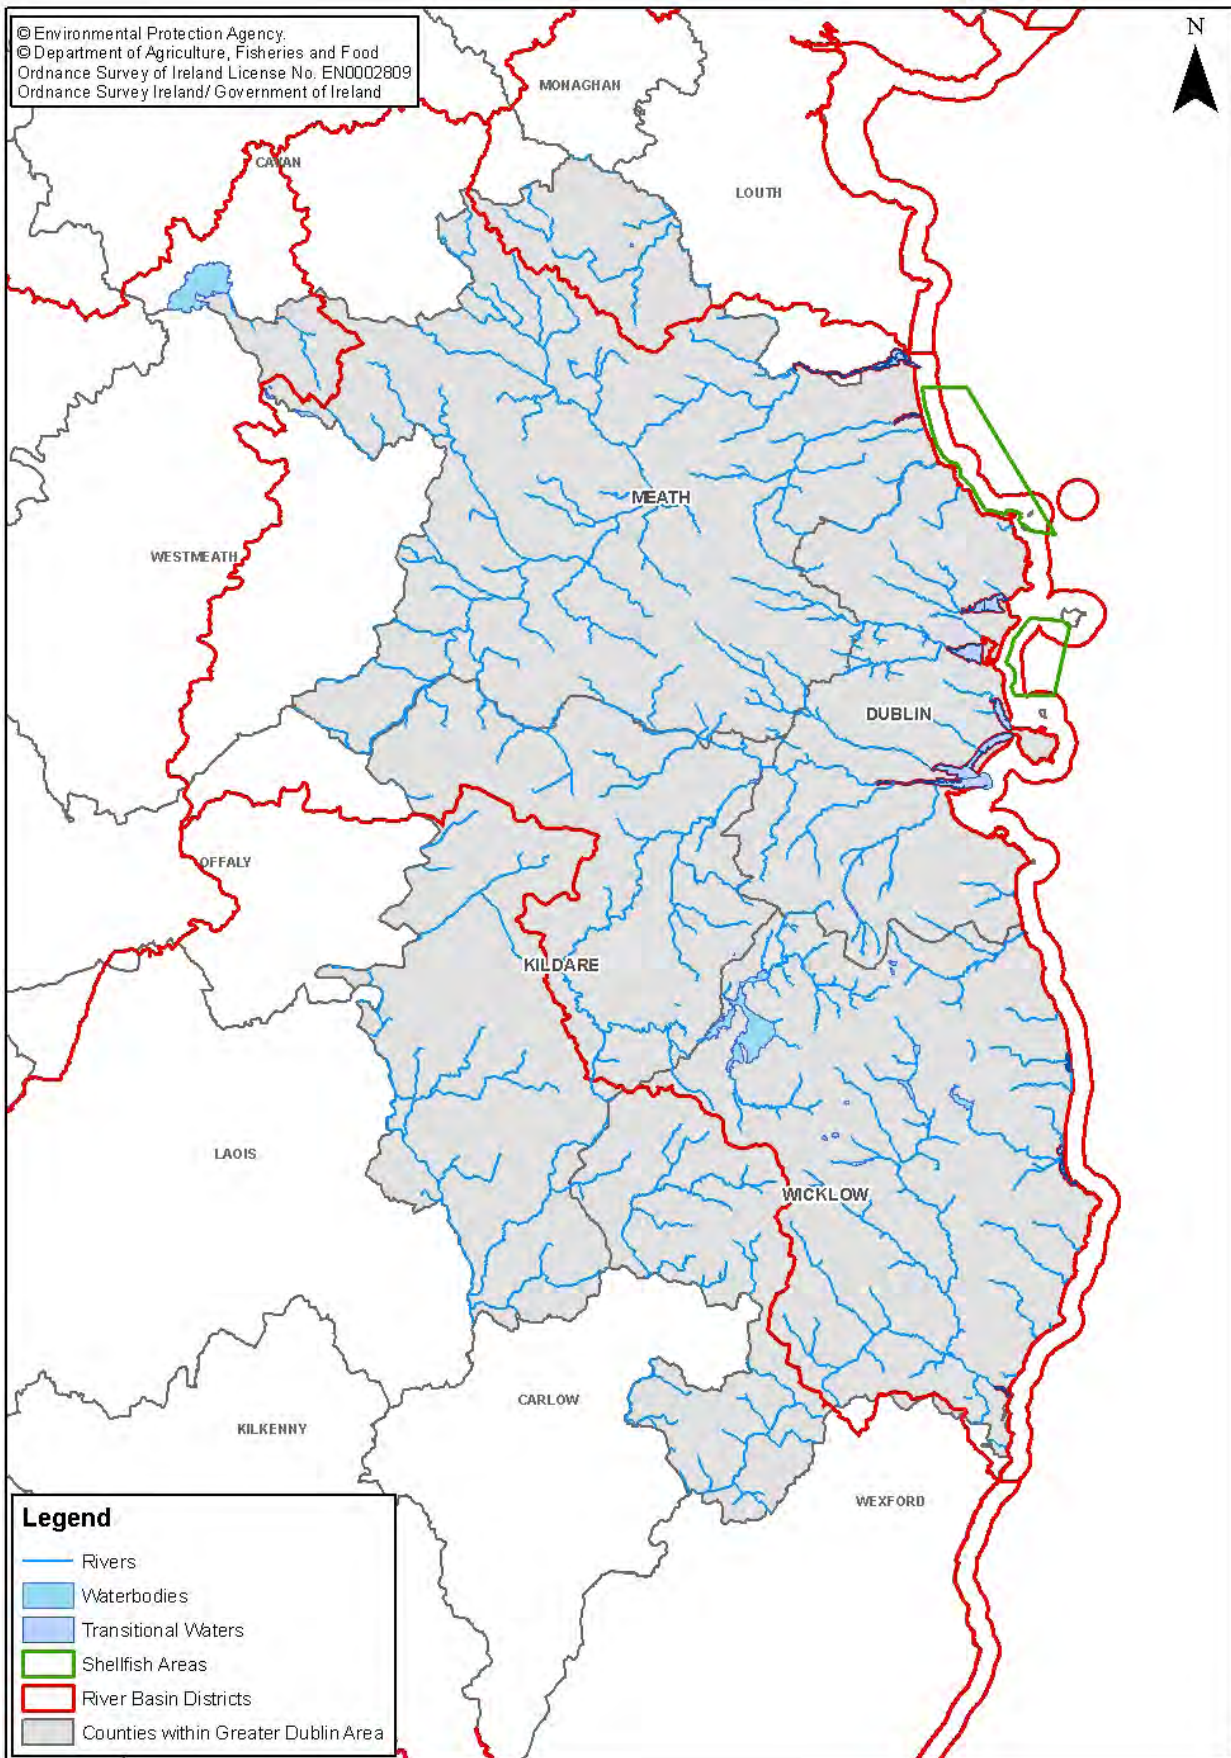 © Environmental Protection Agency.
© Department of Agriculture, Fisheries and Food
Ordnance Survey of Ireland License No. EN0002809
Ordnance Survey Ireland/ Government of Ireland
N
MONAGHAN
CAVAN
LOUTH
MEATH
WESTMEATH
DUBLIN
OFFALY
KILDARE
LAOIS
WICKLOW
CARLOW
KILKENNY
WEXFORD
Legend
Rivers
Waterbodies
Transitional Waters
Shellfish Areas
River Basin Districts
Counties within Greater Dublin Area